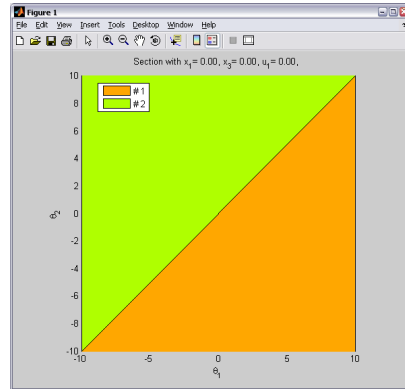 Figure 1
File Edit View Insert Tools Desktop Window Help
Section with x₁= 0.00, x₃= 0.00, u₁= 0.00,
#1
#2
10
8
6
4
2
0
-2
-4
-6
-8
-10
θ₂
-10 -5 0 5 10
θ₁